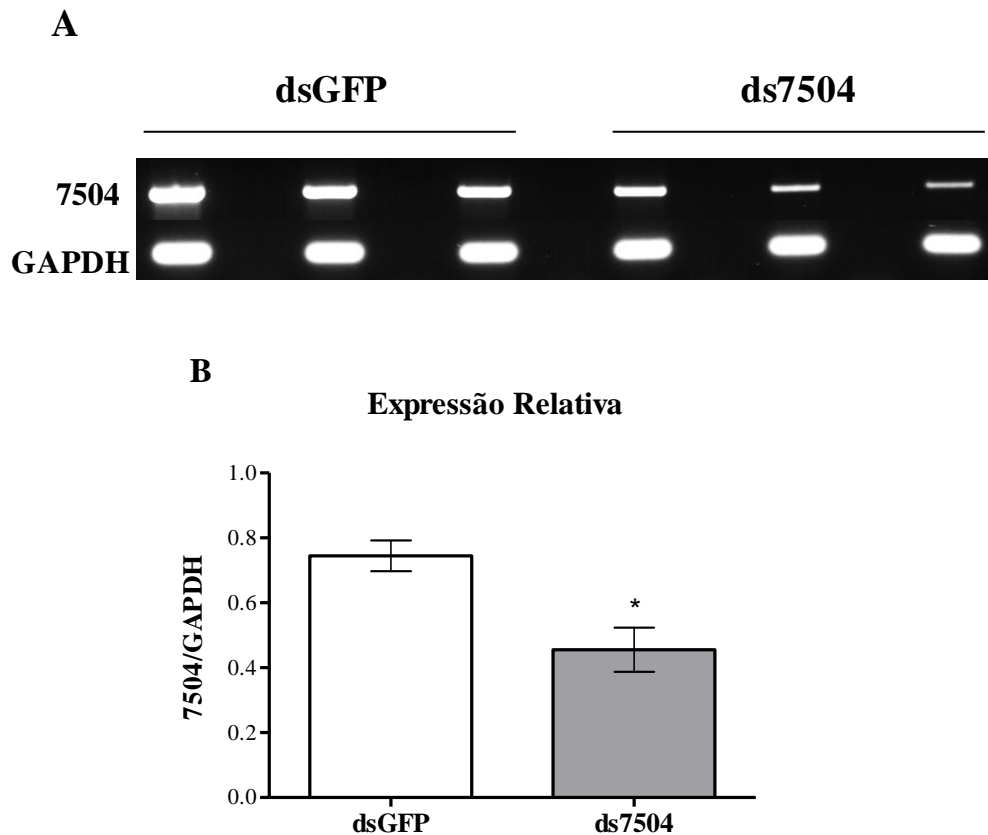 A
dsGFP ds7504
7504
GAPDH
B
Expressão Relativa
1.0
0.8
0.6
0.4
0.2
0.0
7504/GAPDH
*
dsGFP ds7504